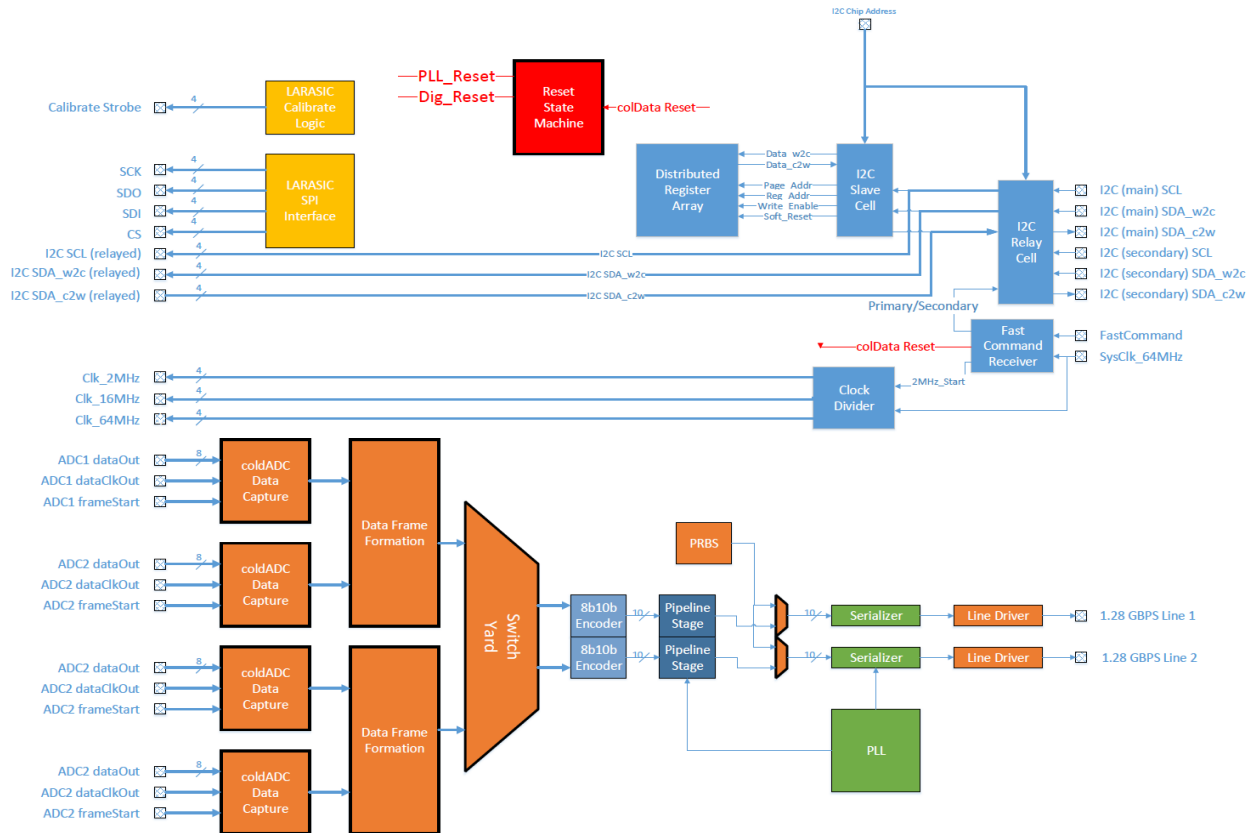 I2C Chip Address
PLL_Reset
Dig_Reset
Reset
State
Machine
colData Reset
Calibrate Strobe
4
LARASIC
Calibrate
Logic
SCK
4
SDO
4
SDI
4
CS
4
LARASIC
SPI
Interface
Distributed
Register
Array
Data_w2c
Data_c2w
Page_Addr
Reg_Addr
Write_Enable
Soft_Reset
I2C
Slave
Cell
I2C
Relay
Cell
I2C (main) SCL
I2C (main) SDA_w2c
I2C (main) SDA_c2w
I2C (secondary) SCL
I2C (secondary) SDA_w2c
I2C (secondary) SDA_c2w
I2C SCL (relayed)
4
I2C SCL
I2C SDA_w2c (relayed)
4
I2C SDA_w2c
I2C SDA_c2w (relayed)
4
I2C SDA_c2w
Primary/Secondary
Fast
Command
Receiver
FastCommand
SysClk_64MHz
colData Reset
2MHz_Start
Clk_2MHz
4
Clk_16MHz
4
Clk_64MHz
4
Clock
Divider
ADC1 dataOut
8
ADC1 dataClkOut
ADC1 frameStart
coldADC
Data
Capture
ADC2 dataOut
8
ADC2 dataClkOut
ADC2 frameStart
coldADC
Data
Capture
Data Frame
Formation
ADC2 dataOut
8
ADC2 dataClkOut
ADC2 frameStart
coldADC
Data
Capture
ADC2 dataOut
8
ADC2 dataClkOut
ADC2 frameStart
coldADC
Data
Capture
Data Frame
Formation
Switch
Yard
PRBS
8b10b
Encoder
10
Pipeline
Stage
10
Serializer
Line Driver
1.28 GBPS Line 1
8b10b
Encoder
10
Pipeline
Stage
10
Serializer
Line Driver
1.28 GBPS Line 2
PLL